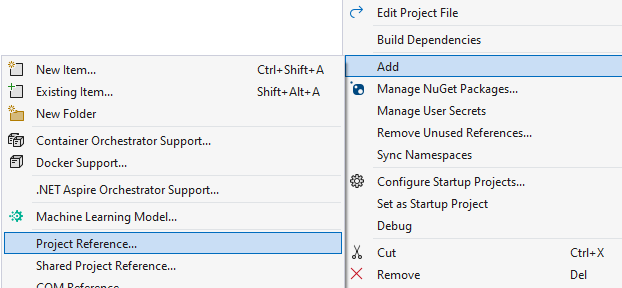 Edit Project File
Build Dependencies
Add
Manage NuGet Packages...
Manage User Secrets
Remove Unused References...
Sync Namespaces
Configure Startup Projects...
Set as Startup Project
Debug
Cut Ctrl+X
Remove Del
New Item... Ctrl+Shift+A
Existing Item... Shift+Alt+A
New Folder
Container Orchestrator Support...
Docker Support...
.NET Aspire Orchestrator Support...
Machine Learning Model...
Project Reference...
Shared Project Reference...
COM Reference